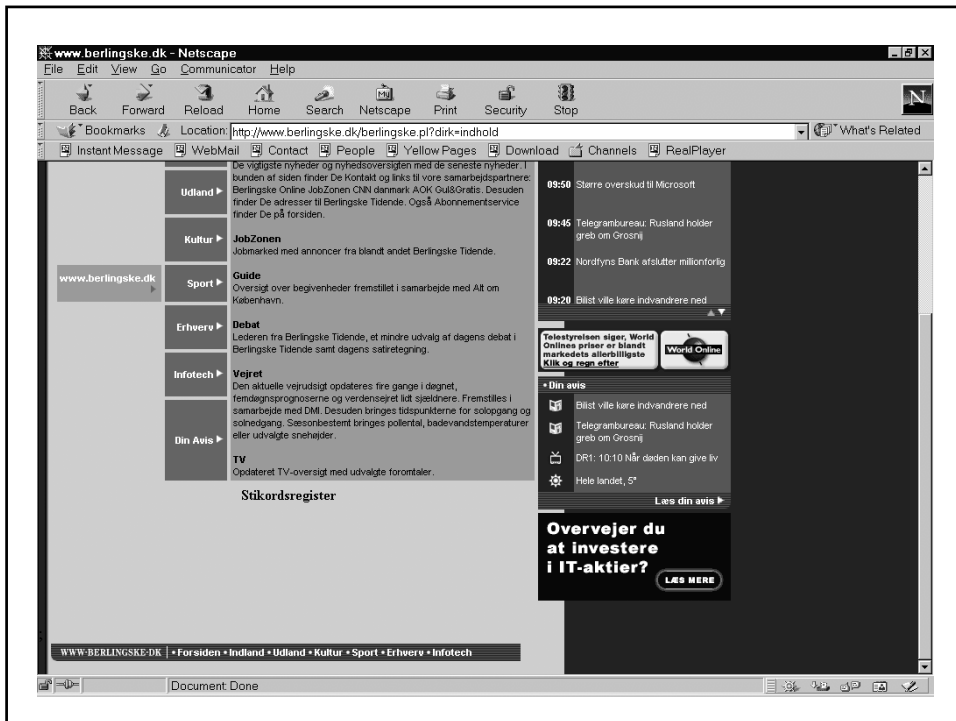 www.berlingske.dk - Netscape
File Edit View Go Communicator Help
Back Forward Reload Home Search Netscape Print Security Stop
Bookmarks Location: http://www.berlingske.dk/berlingske.pl?dirk=indhold What's Related
Instant Message WebMail Contact People Yellow Pages Download Channels RealPlayer
www.berlingske.dk
Udland
Kultur
Sport
Erhverv
Infotech
Din Avis
De vigtigste nyheder og nyhedsoversigten med de seneste nyheder. I
bunden af siden finder De Kontakt og links til vore samarbejdspartnere:
Berlingske Online JobZonen CNN danmark AOK Gul&Gratis. Desuden
finder De adresser til Berlingske Tidende. Også Abonnementservice
finder De på forsiden.
JobZonen
Jobmarked med annoncer fra blandt andet Berlingske Tidende.
Guide
Oversigt over begivenheder fremstillet i samarbejde med Alt om
København.
Debat
Lederen fra Berlingske Tidende, et mindre udvalg af dagens debat i
Berlingske Tidende samt dagens satiretegning.
Vejret
Den aktuelle vejrudsigt opdateres fire gange i døgnet,
femdøgnsprognoserne og verdensejret lidt sjældnere. Fremstilles i
samarbejde med DMI. Desuden bringes tidspunkterne for solopgang og
solnedgang. Sæsonbestemt bringes pollental, badevandstemperaturer
eller udvalgte snehøjder.
TV
Opdateret TV-oversigt med udvalgte foromtaler.
Stikordsregister
09:50 Større overskud til Microsoft
09:45 Telegrambureau: Rusland holder
greb om Grosnij
09:22 Nordfyns Bank afslutter millionforlig
09:20 Bilist ville køre indvandrere ned
Telestyrelsen siger, World
Onlines priser er blandt
markedets allerbilligste
Klik og regn efter
World Online
• Din avis
Bilist ville køre indvandrere ned
Telegrambureau: Rusland holder
greb om Grosnij
DR1: 10:10 Når døden kan give liv
Hele landet, 5°
Læs din avis
Overvejer du
at investere
i IT-aktier?
LÆS MERE
WWW·BERLINGSKE·DK • Forsiden • Indland • Udland • Kultur • Sport • Erhverv • Infotech
Document: Done